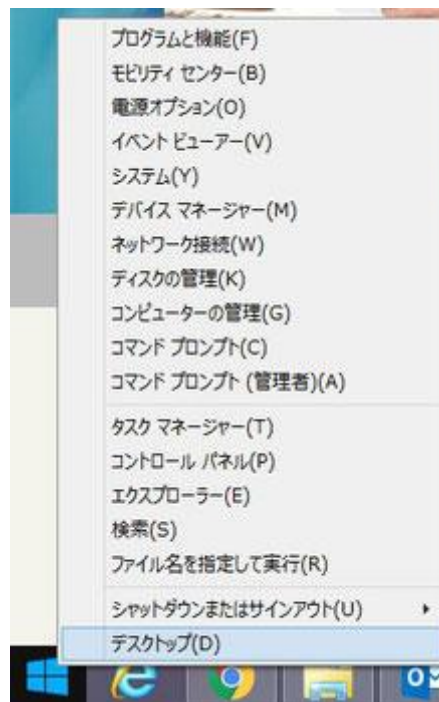 プログラムと機能(F)
モビリティ センター(B)
電源オプション(O)
イベント ビューアー(V)
システム(Y)
デバイス マネージャー(M)
ネットワーク接続(W)
ディスクの管理(K)
コンピューターの管理(G)
コマンド プロンプト(C)
コマンド プロンプト (管理者)(A)
タスク マネージャー(T)
コントロール パネル(P)
エクスプローラー(E)
検索(S)
ファイル名を指定して実行(R)
シャットダウンまたはサインアウト(U)
デスクトップ(D)